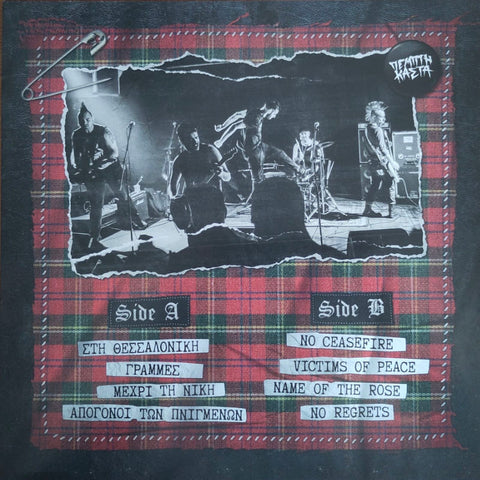 ΠΕΜΠΤΗ
ΚΑΣΤΑ
Side A
ΣΤΗ ΘΕΣΣΑΛΟΝΙΚΗ
ΓΡΑΜΜΕΣ
ΜΕΧΡΙ ΤΗ ΝΙΚΗ
ΑΠΟΓΟΝΟΙ ΤΩΝ ΠΝΙΓΜΕΝΩΝ
Side B
NO CEASEFIRE
VICTIMS OF PEACE
NAME OF THE ROSE
NO REGRETS